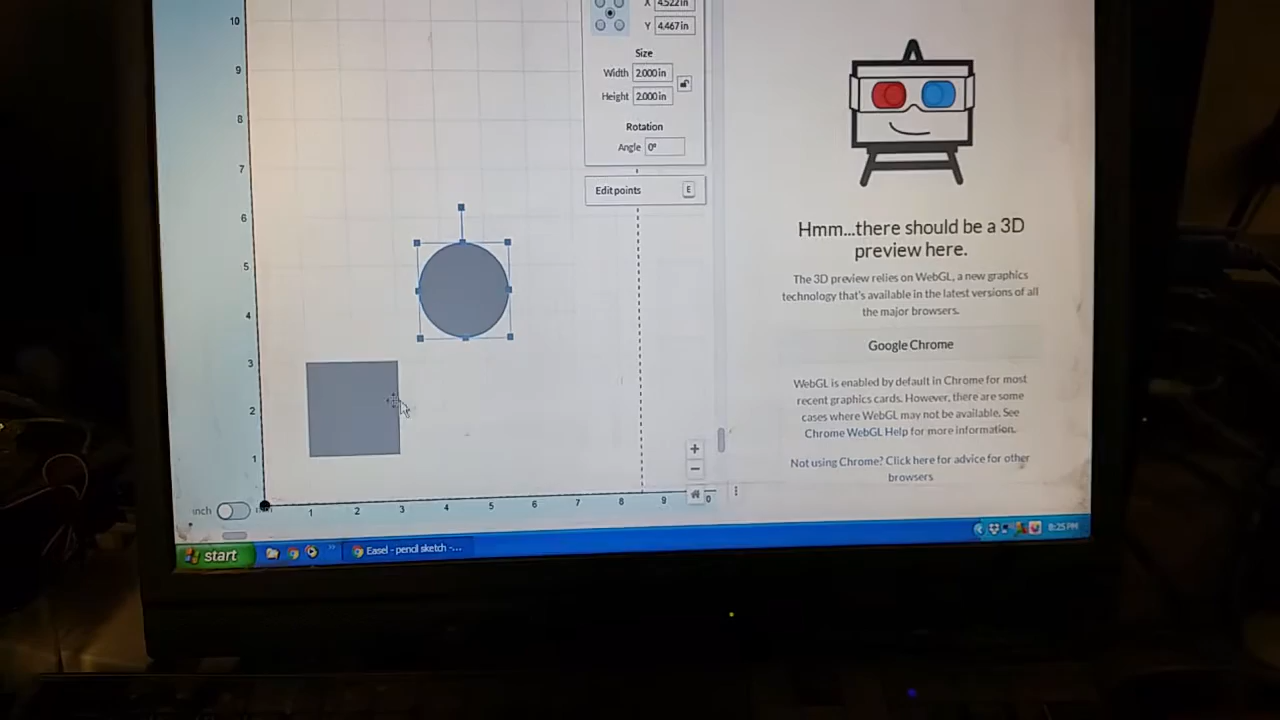 X 4.522in
Y 4.467in
Size
Width 2.000in
Height 2.000in
Rotation
Angle 0°
Edit points E
10
9
8
7
6
5
4
3
2
1
inch
1 2 3 4 5 6 7 8 9 0
+
−
Hmm...there should be a 3D
preview here.
The 3D preview relies on WebGL, a new graphics
technology that's available in the latest versions of all
the major browsers.
Google Chrome
WebGL is enabled by default in Chrome for most
recent graphics cards. However, there are some
cases where WebGL may not be available. See
Chrome WebGL Help for more information.
Not using Chrome? Click here for advice for other
browsers
start
Easel - pencil sketch -...
8:25 PM